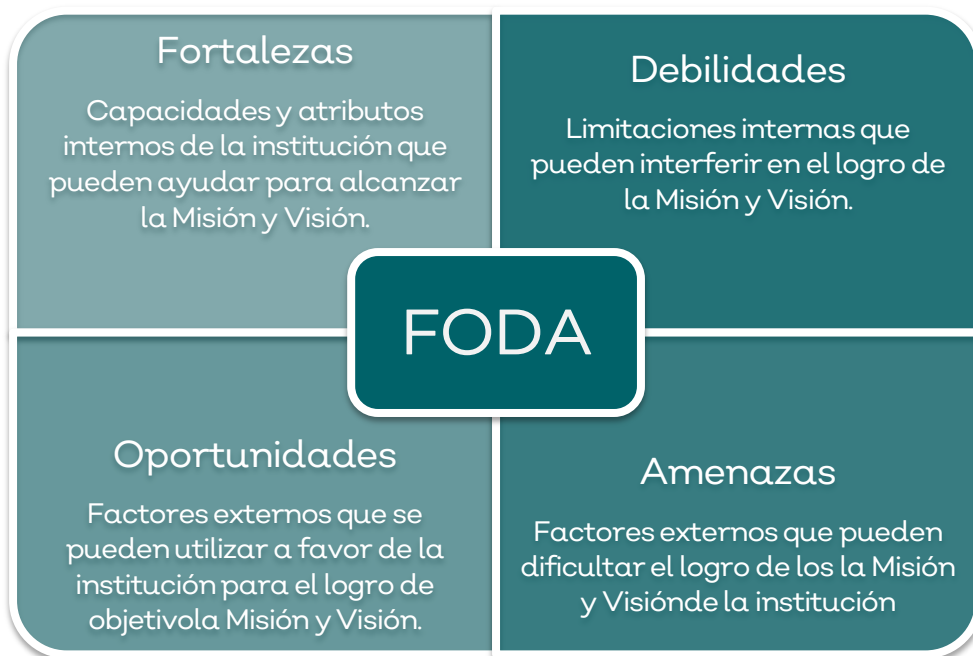 Fortalezas
Capacidades y atributos
internos de la institución que
pueden ayudar para alcanzar
la Misión y Visión.
Debilidades
Limitaciones internas que
pueden interferir en el logro de
la Misión y Visión.
FODA
Oportunidades
Factores externos que se
pueden utilizar a favor de la
institución para el logro de
objetivola Misión y Visión.
Amenazas
Factores externos que pueden
dificultar el logro de los la Misión
y Visiónde la institución